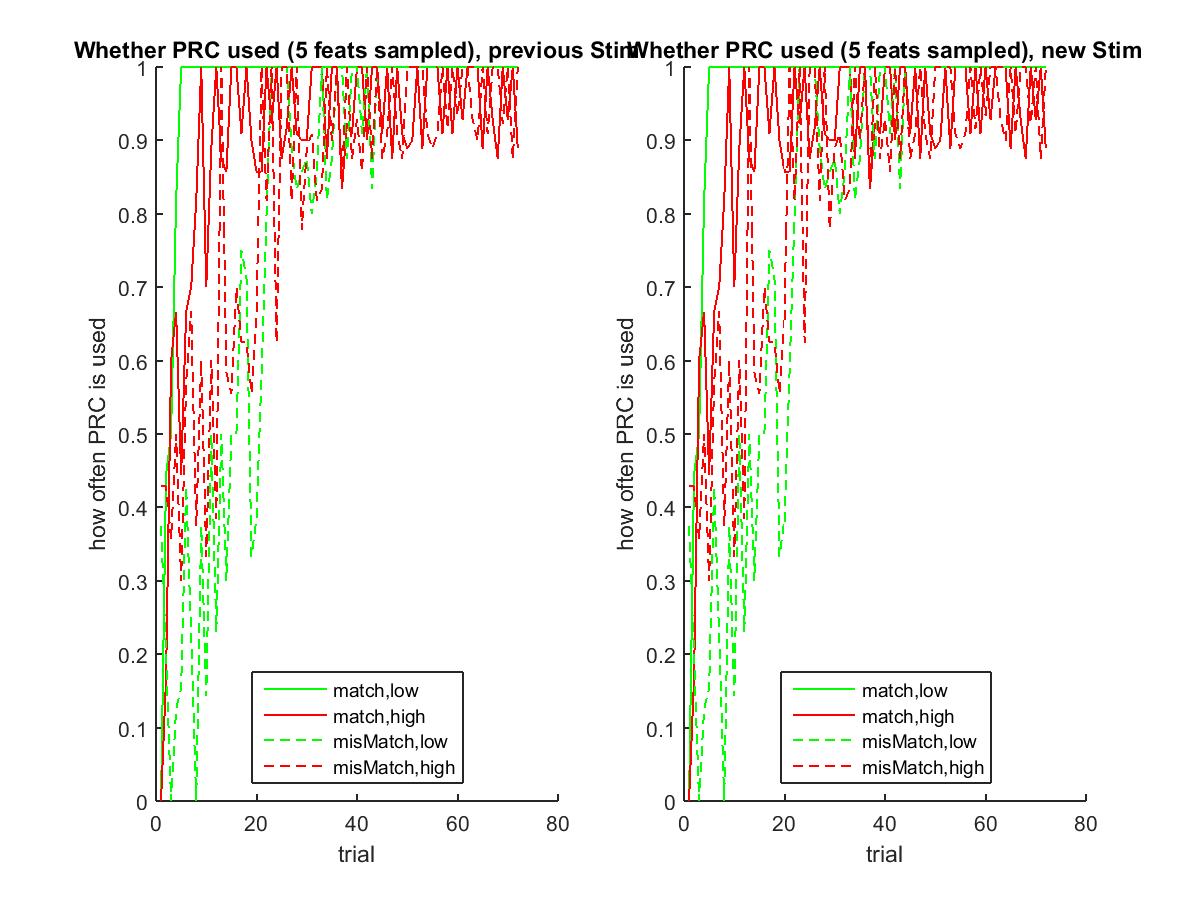 Whether PRC used (5 feats sampled), previous Stim
1
0.9
0.8
0.7
0.6
0.5
0.4
0.3
0.2
0.1
0
how often PRC is used
match,low
match,high
misMatch,low
misMatch,high
0 20 40 60 80
trial
Whether PRC used (5 feats sampled), new Stim
1
0.9
0.8
0.7
0.6
0.5
0.4
0.3
0.2
0.1
0
how often PRC is used
match,low
match,high
misMatch,low
misMatch,high
0 20 40 60 80
trial